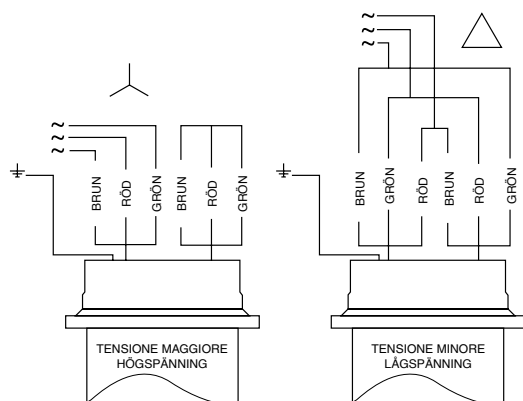 BRUN
RÖD
GRÖN
BRUN
RÖD
GRÖN
TENSIONE MAGGIORE
HÖGSPÄNNING
BRUN
GRÖN
RÖD
BRUN
RÖD
GRÖN
TENSIONE MINORE
LÅGSPÄNNING